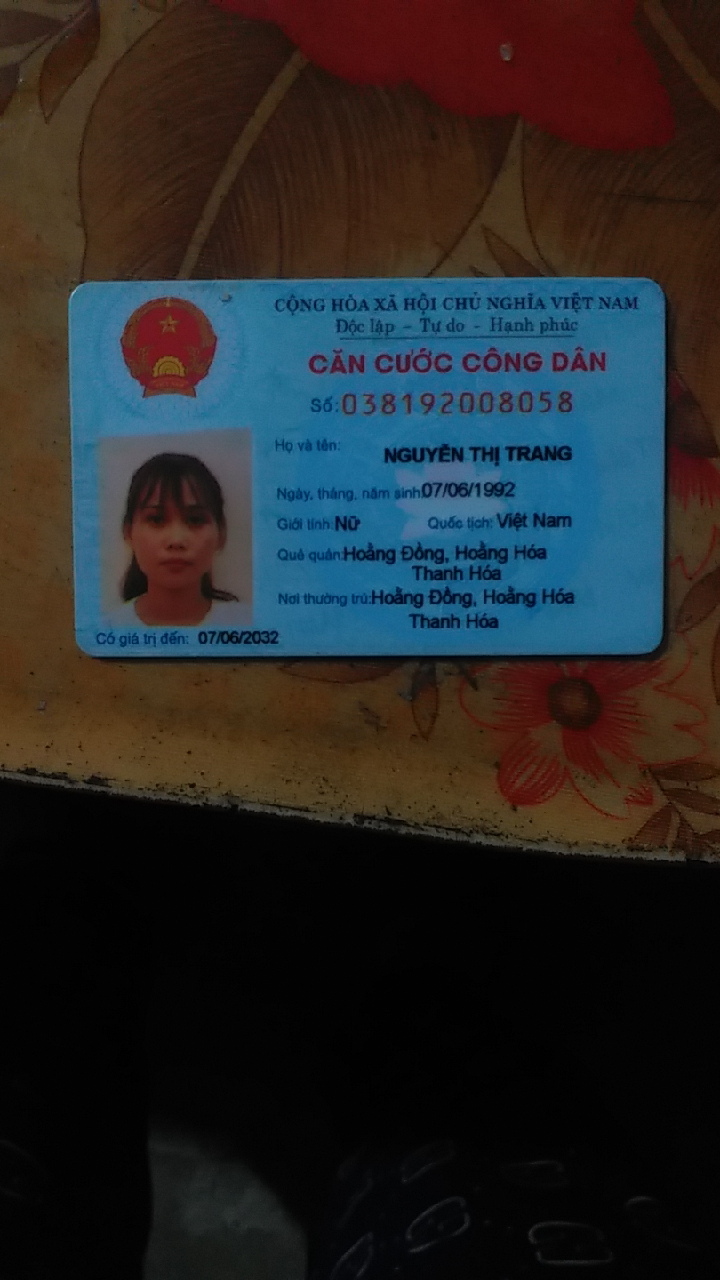 CỘNG HÒA XÃ HỘI CHỦ NGHĨA VIỆT NAM
Độc lập - Tự do - Hạnh phúc
CĂN CƯỚC CÔNG DÂN
Số: 038192008058
Họ và tên: NGUYỄN THỊ TRANG
Ngày, tháng, năm sinh: 07/06/1992
Giới tính: Nữ Quốc tịch: Việt Nam
Quê quán: Hoằng Đồng, Hoằng Hóa
Thanh Hóa
Nơi thường trú: Hoằng Đồng, Hoằng Hóa
Thanh Hóa
Có giá trị đến: 07/06/2032